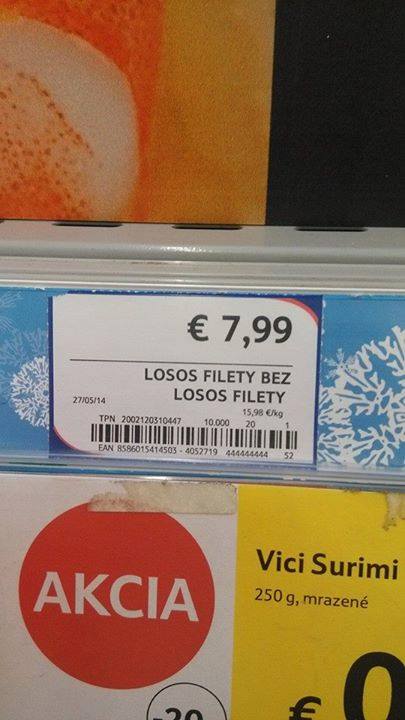 € 7,99
LOSOS FILETY BEZ
LOSOS FILETY
27/05/14
15,98 €/kg
TPN 2002120310447 10.000 20 1
EAN 8586015414503 - 4052719 444444444 52
AKCIA
-20
Vici Surimi
250 g, mrazené
€ 0